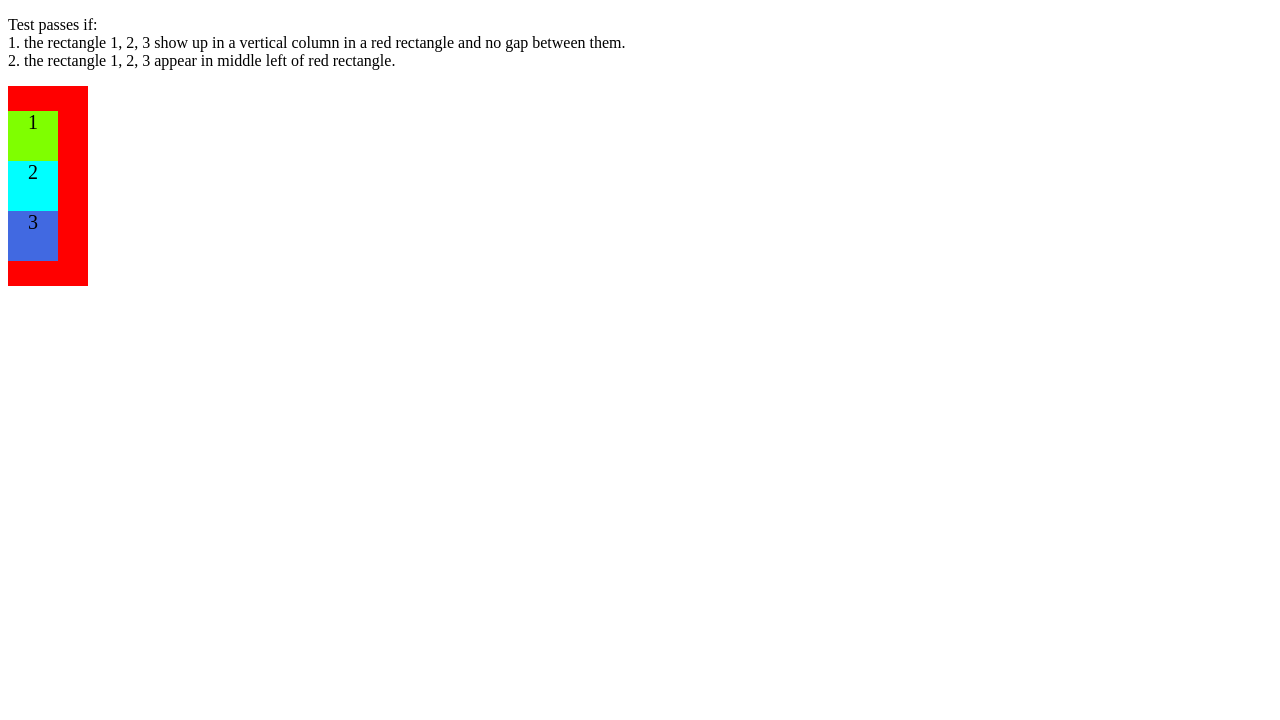 Test passes if:
1. the rectangle 1, 2, 3 show up in a vertical column in a red rectangle and no gap between them.
2. the rectangle 1, 2, 3 appear in middle left of red rectangle.
1
2
3